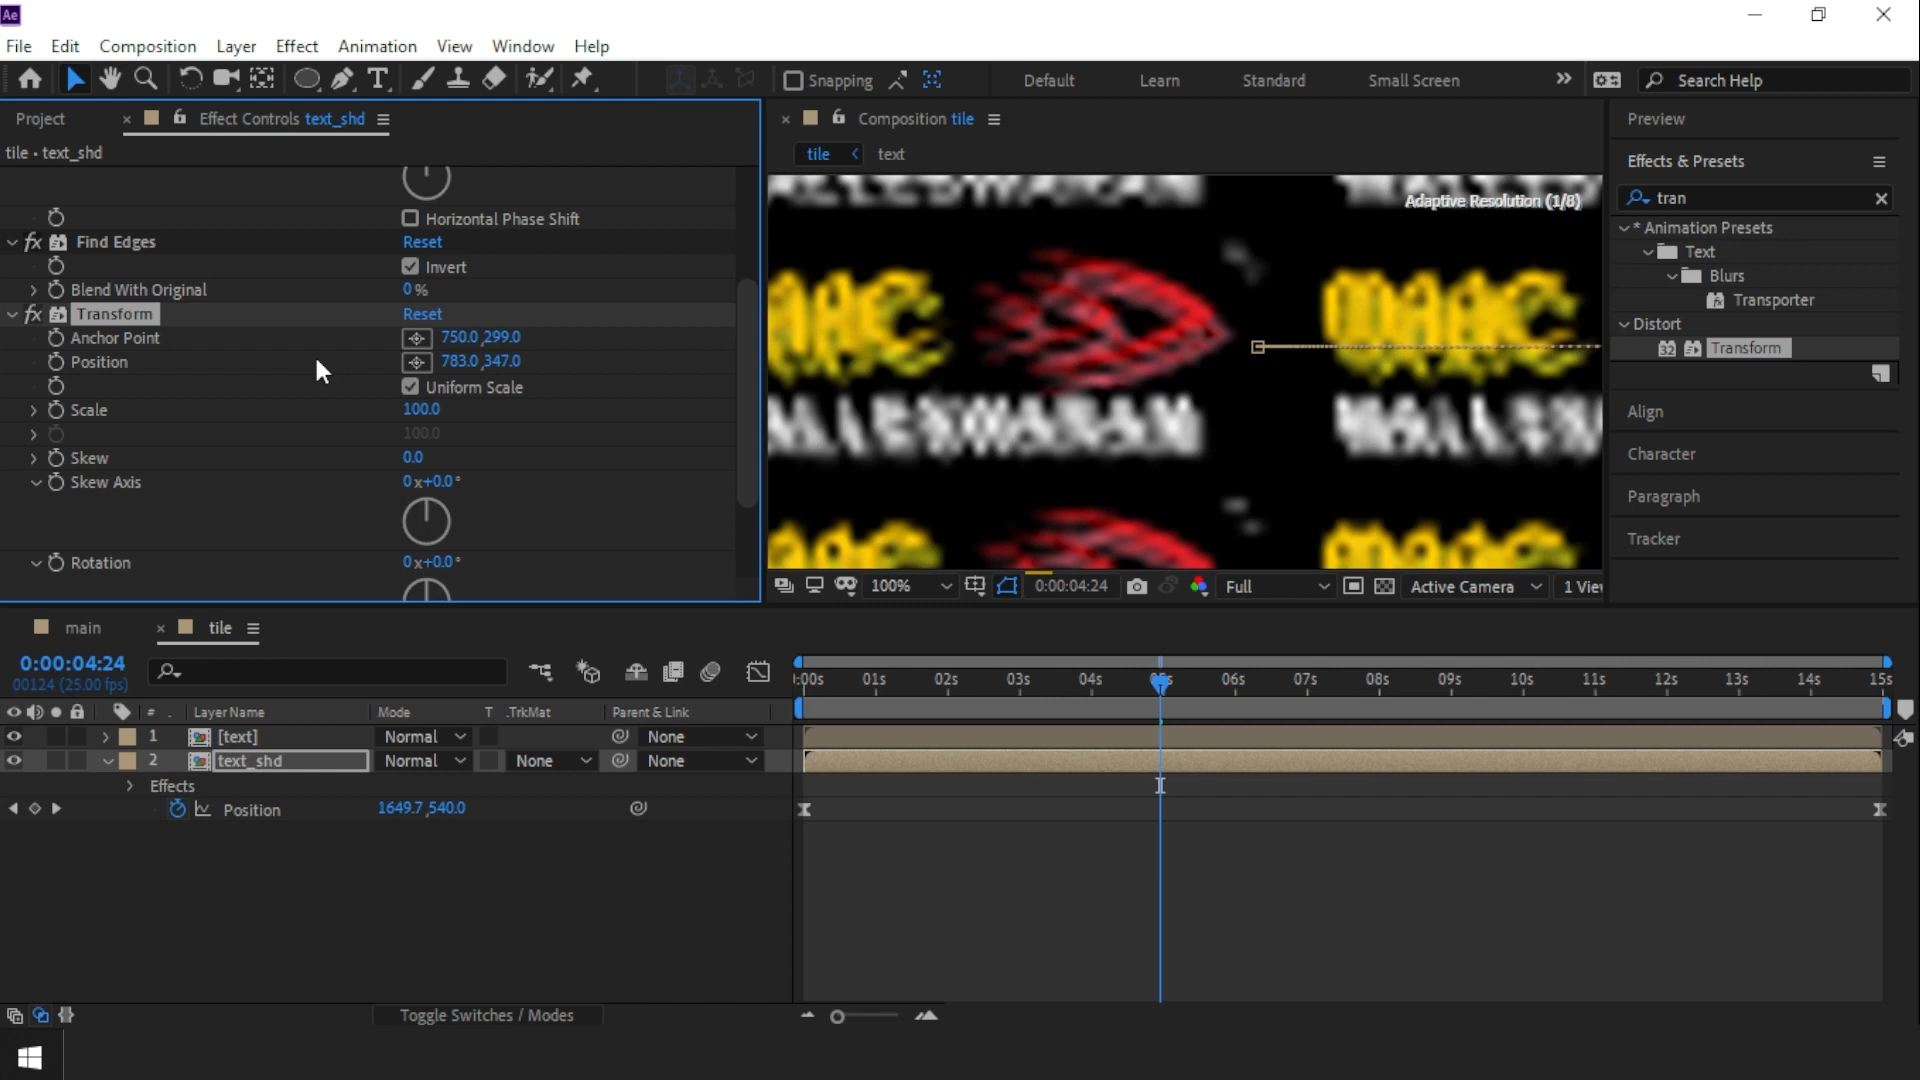 Ae
File Edit Composition Layer Effect Animation View Window Help
Snapping Default Learn Standard Small Screen Search Help
Project Effect Controls text_shd
tile • text_shd
Horizontal Phase Shift
Find Edges Reset
Invert
Blend With Original 0 %
Transform Reset
Anchor Point 750.0,299.0
Position 783.0,347.0
Uniform Scale
Scale 100.0
100.0
Skew 0.0
Skew Axis 0x+0.0°
Rotation 0x+0.0°
Composition tile
tile text
Adaptive Resolution (1/8)
100% 0:00:04:24 Full Active Camera 1 Vie
Preview
Effects & Presets
tran
* Animation Presets
Text
Blurs
Transporter
Distort
32 Transform
Align
Character
Paragraph
Tracker
main tile
0:00:04:24
00124 (25.00 fps)
:00s 01s 02s 03s 04s 05s 06s 07s 08s 09s 10s 11s 12s 13s 14s 15s
# Layer Name Mode T .TrkMat Parent & Link
1 [text] Normal None
2 text_shd Normal None None
Effects
Position 1649.7,540.0
Toggle Switches / Modes